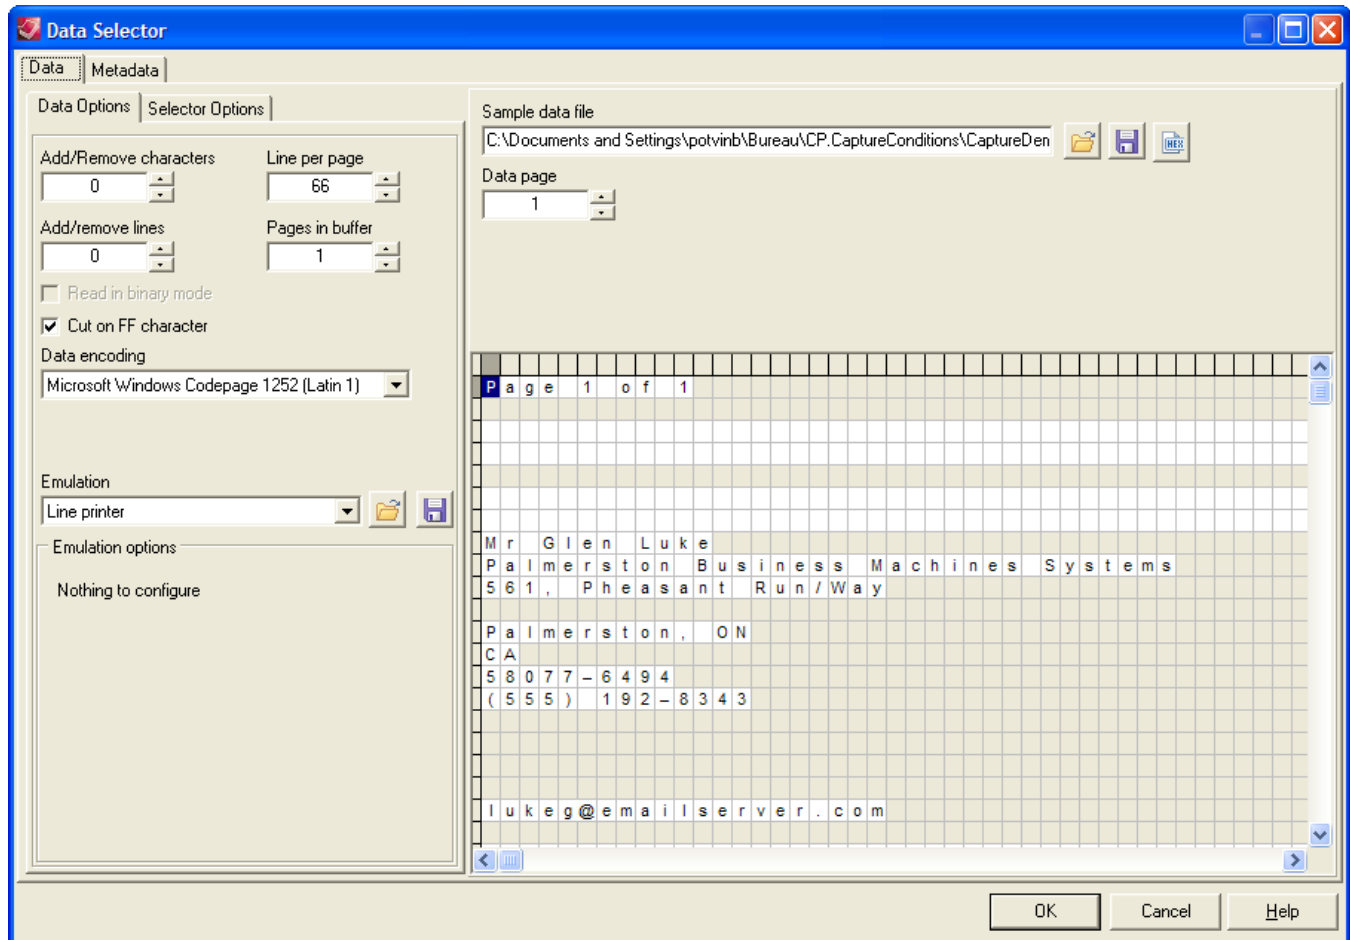 Data Selector
Data
Metadata
Data Options
Selector Options
Add/Remove characters
Line per page
0
66
Add/remove lines
Pages in buffer
0
1
Read in binary mode
Cut on FF character
Data encoding
Microsoft Windows Codepage 1252 (Latin 1)
Emulation
Line printer
Emulation options
Nothing to configure
Sample data file
C:\Documents and Settings\potvinb\Bureau\CP.CaptureConditions\CaptureDen
HEX
Data page
1
Page 1 of 1
Mr Glen Luke
Palmerston Business Machines Systems
561, Pheasant Run/Way
Palmerston, ON
CA
58077-6494
(555) 192-8343
lukeg@emailserver.com
OK
Cancel
Help